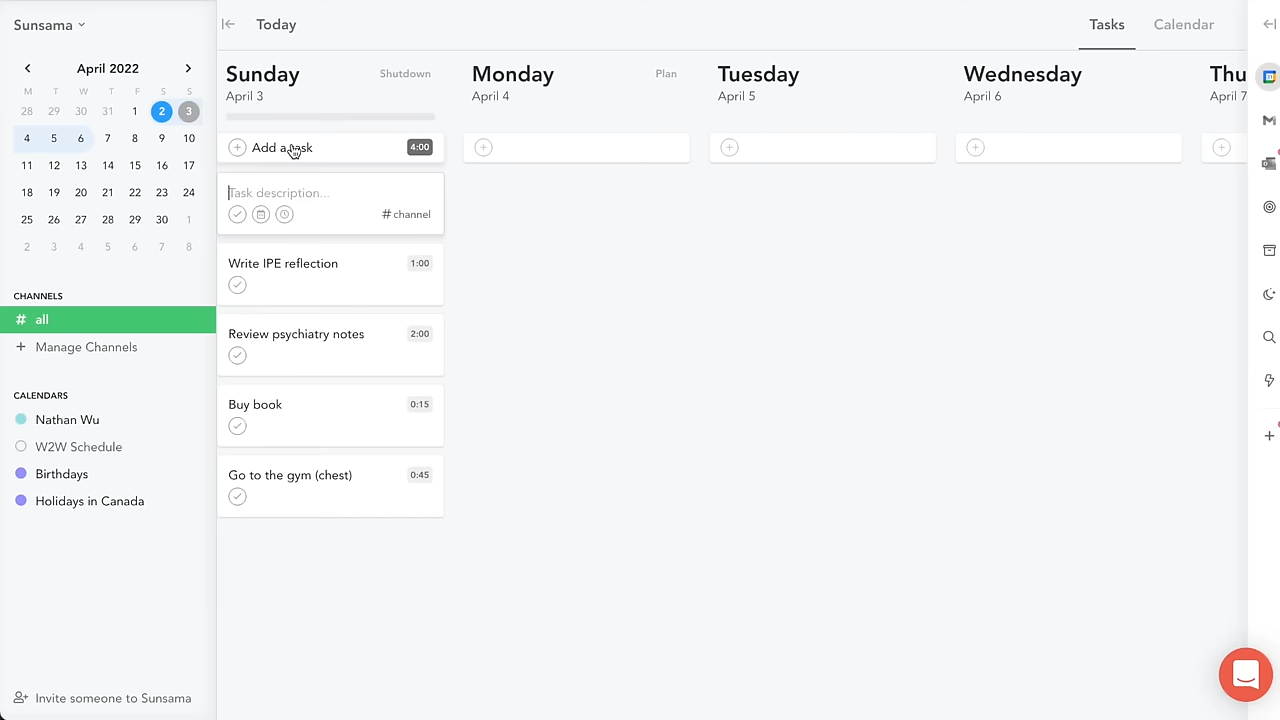 Sunsama
April 2022
M T W T F S S
28 29 30 31 1 2 3
4 5 6 7 8 9 10
11 12 13 14 15 16 17
18 19 20 21 22 23 24
25 26 27 28 29 30 1
2 3 4 5 6 7 8
CHANNELS
# all
+ Manage Channels
CALENDARS
Nathan Wu
W2W Schedule
Birthdays
Holidays in Canada
Invite someone to Sunsama
Today
Tasks Calendar
Sunday Shutdown
April 3
Add a task 4:00
Task description...
# channel
Write IPE reflection 1:00
Review psychiatry notes 2:00
Buy book 0:15
Go to the gym (chest) 0:45
Monday Plan
April 4
Tuesday
April 5
Wednesday
April 6
Thu
April 7